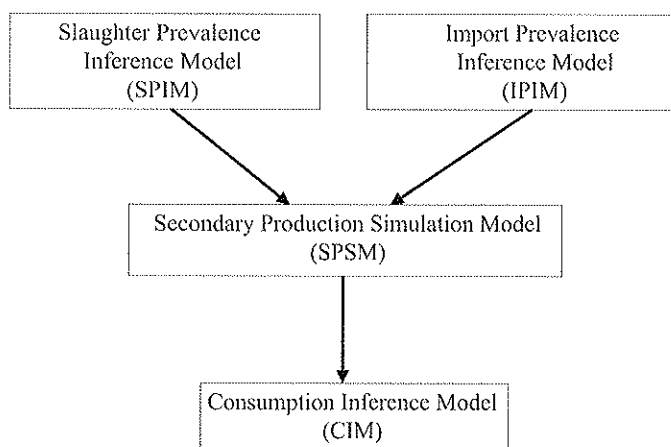 Slaughter Prevalence
Inference Model
(SPIM)
Import Prevalence
Inference Model
(IPIM)
Secondary Production Simulation Model
(SPSM)
Consumption Inference Model
(CIM)